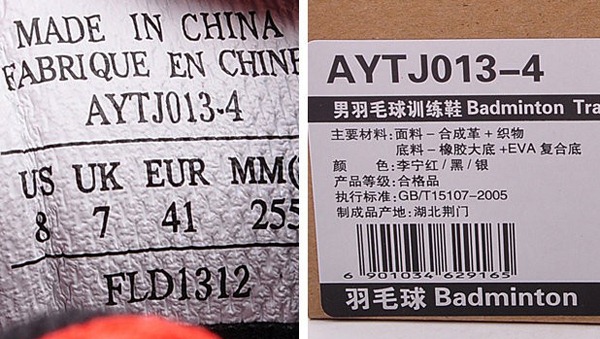 MADE IN CHINA
FABRIQUE EN CHINE
AYTJ013-4
US UK EUR MM(
8 7 41 255
FLD1312
AYTJ013-4
男羽毛球训练鞋 Badminton Tra
主要材料: 面料-合成革+织物
底料-橡胶大底+EVA 复合底
颜 色: 李宁红/黑/银
产品等级: 合格品
执行标准: GB/T15107-2005
制成品产地: 湖北荆门
6 901034 629165
羽毛球 Badminton